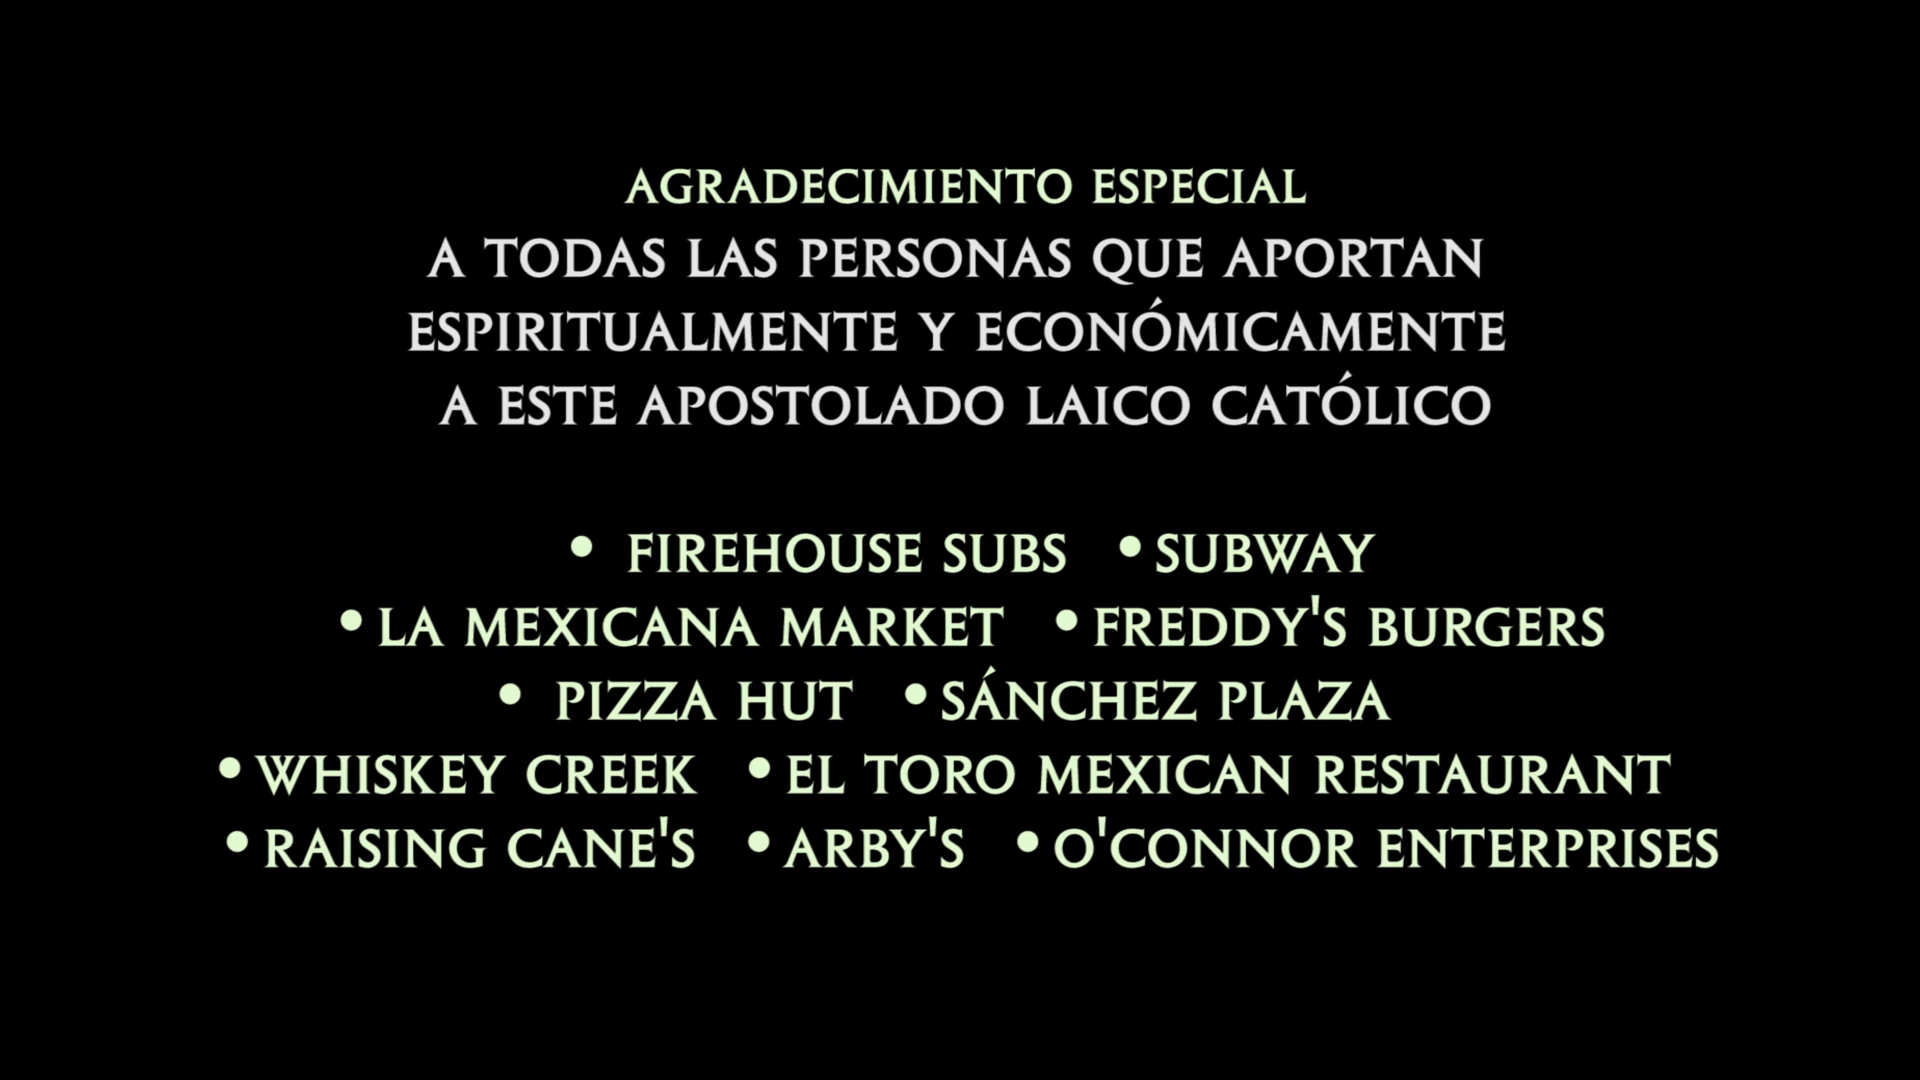 AGRADECIMIENTO ESPECIAL
A TODAS LAS PERSONAS QUE APORTAN
ESPIRITUALMENTE Y ECONÓMICAMENTE
A ESTE APOSTOLADO LAICO CATÓLICO
• FIREHOUSE SUBS • SUBWAY
• LA MEXICANA MARKET • FREDDY'S BURGERS
• PIZZA HUT • SÁNCHEZ PLAZA
• WHISKEY CREEK • EL TORO MEXICAN RESTAURANT
• RAISING CANE'S • ARBY'S • O'CONNOR ENTERPRISES